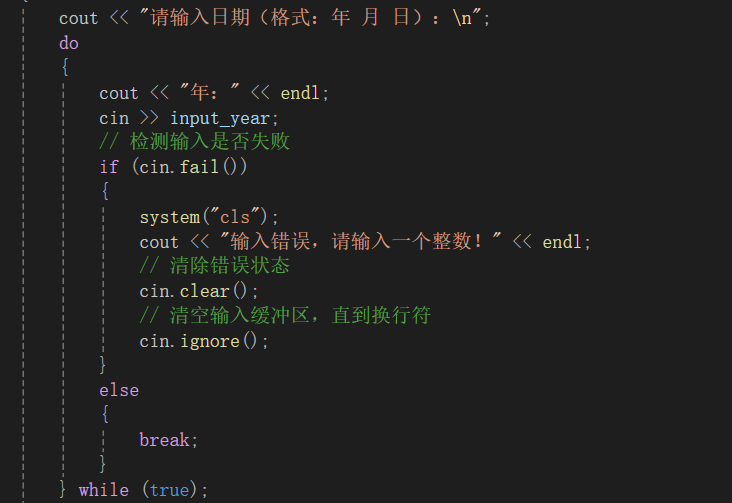 cout << "请输入日期（格式：年 月 日）：\n";
do
{
cout << "年：" << endl;
cin >> input_year;
// 检测输入是否失败
if (cin.fail())
{
system("cls");
cout << "输入错误，请输入一个整数！" << endl;
// 清除错误状态
cin.clear();
// 清空输入缓冲区，直到换行符
cin.ignore();
}
else
{
break;
}
} while (true);